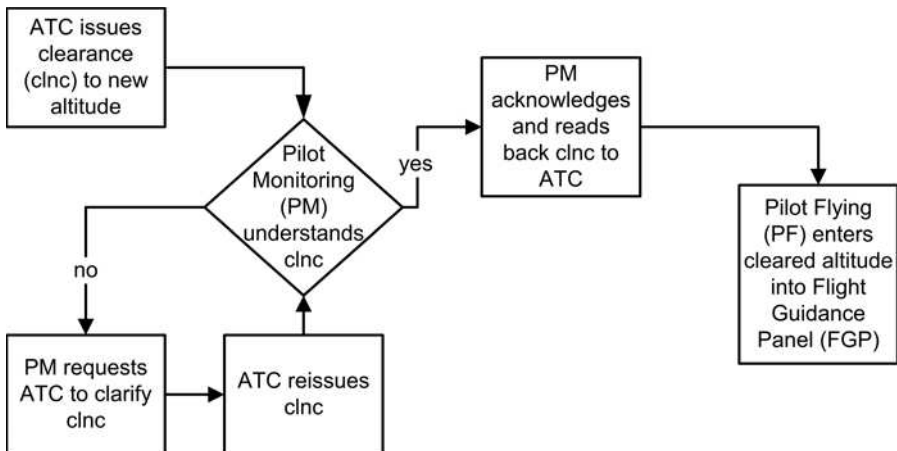 ATC issues
clearance
(clnc) to new
altitude
Pilot
Monitoring
(PM)
understands
clnc
yes
PM
acknowledges
and reads
back clnc to
ATC
Pilot Flying
(PF) enters
cleared altitude
into Flight
Guidance
Panel (FGP)
no
PM requests
ATC to clarify
clnc
ATC reissues
clnc